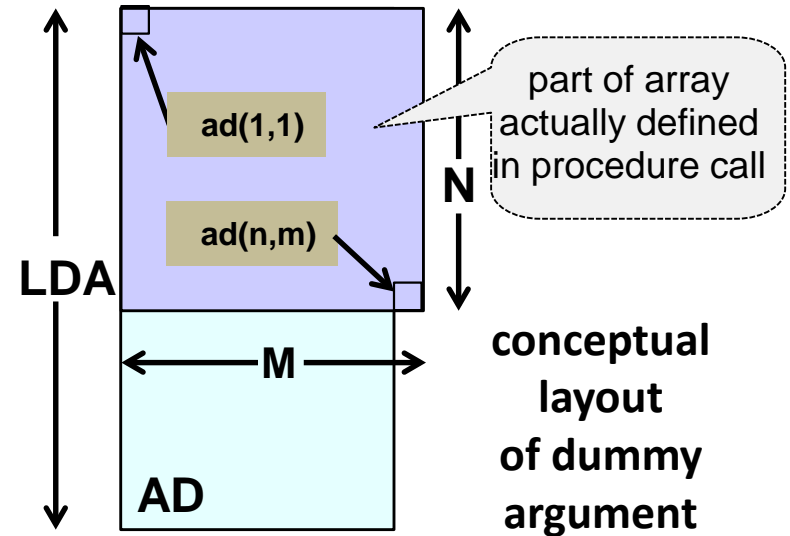 part of array
actually defined
in procedure call
ad(1,1)
N
ad(n,m)
LDA
M
conceptual
layout
of dummy
argument
AD